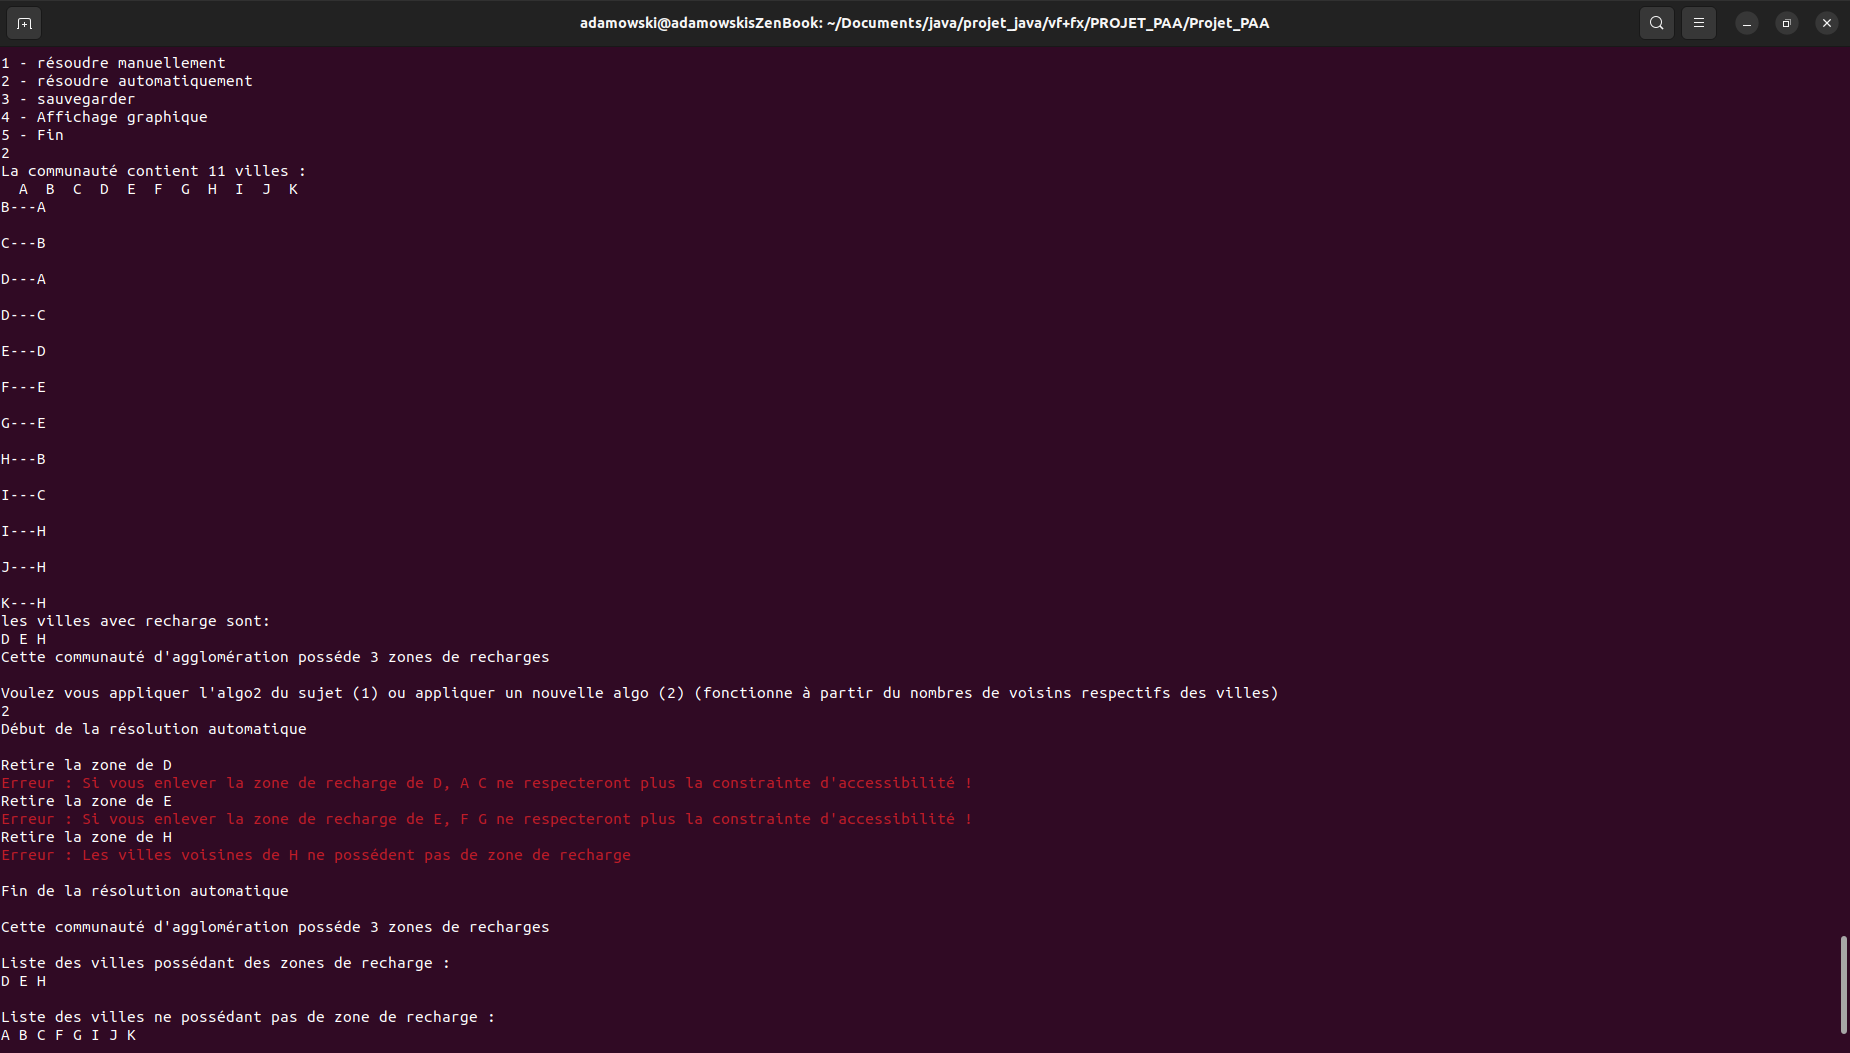 adamowski@adamowskisZenBook: ~/Documents/java/projet_java/vf+fx/PROJET_PAA/Projet_PAA
1 - résoudre manuellement
2 - résoudre automatiquement
3 - sauvegarder
4 - Affichage graphique
5 - Fin
2
La communauté contient 11 villes :
A B C D E F G H I J K
B---A
C---B
D---A
D---C
E---D
F---E
G---E
H---B
I---C
I---H
J---H
K---H
les villes avec recharge sont:
D E H
Cette communauté d'agglomération posséde 3 zones de recharges
Voulez vous appliquer l'algo2 du sujet (1) ou appliquer un nouvelle algo (2) (fonctionne à partir du nombres de voisins respectifs des villes)
2
Début de la résolution automatique
Retire la zone de D
Erreur : Si vous enlever la zone de recharge de D, A C ne respecteront plus la constrainte d'accessibilité !
Retire la zone de E
Erreur : Si vous enlever la zone de recharge de E, F G ne respecteront plus la constrainte d'accessibilité !
Retire la zone de H
Erreur : Les villes voisines de H ne possédent pas de zone de recharge
Fin de la résolution automatique
Cette communauté d'agglomération posséde 3 zones de recharges
Liste des villes possédant des zones de recharge :
D E H
Liste des villes ne possédant pas de zone de recharge :
A B C F G I J K